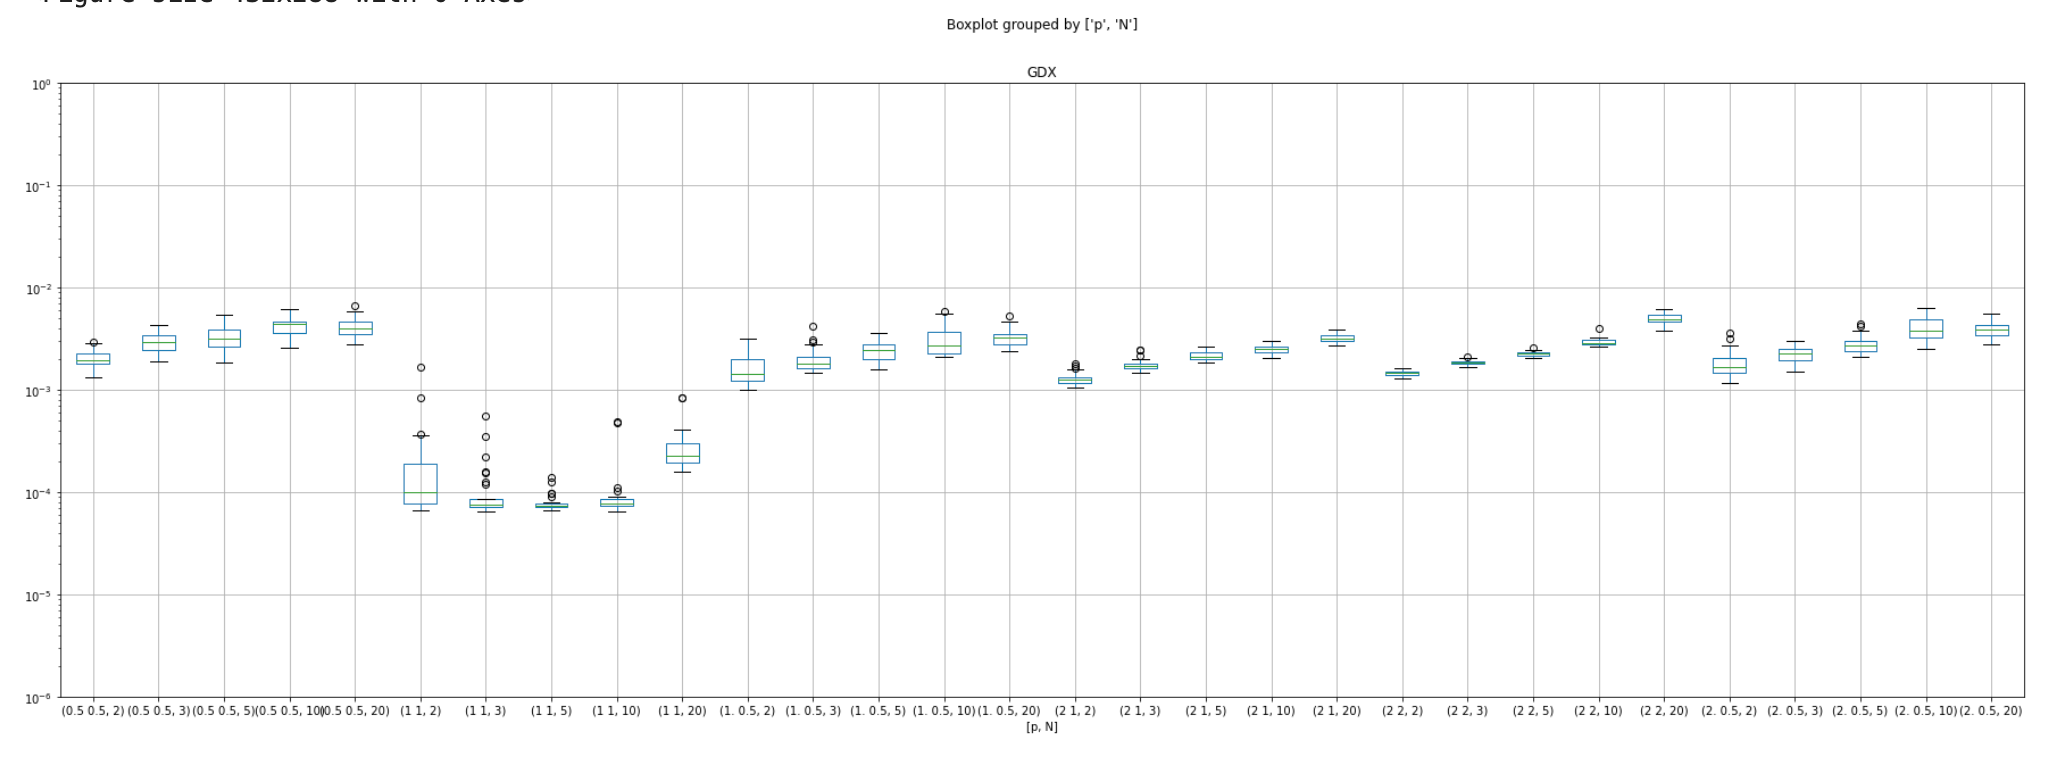 Figure size 432x288 with 0 Axes
Boxplot grouped by ['p', 'N']
GDX
10⁰
10⁻¹
10⁻²
10⁻³
10⁻⁴
10⁻⁵
10⁻⁶
(0.5 0.5, 2) (0.5 0.5, 3) (0.5 0.5, 5) (0.5 0.5, 10) (0.5 0.5, 20) (1 1, 2) (1 1, 3) (1 1, 5) (1 1, 10) (1 1, 20) (1. 0.5, 2) (1. 0.5, 3) (1. 0.5, 5) (1. 0.5, 10) (1. 0.5, 20) (2 1, 2) (2 1, 3) (2 1, 5) (2 1, 10) (2 1, 20) (2 2, 2) (2 2, 3) (2 2, 5) (2 2, 10) (2 2, 20) (2. 0.5, 2) (2. 0.5, 3) (2. 0.5, 5) (2. 0.5, 10) (2. 0.5, 20)
[p, N]